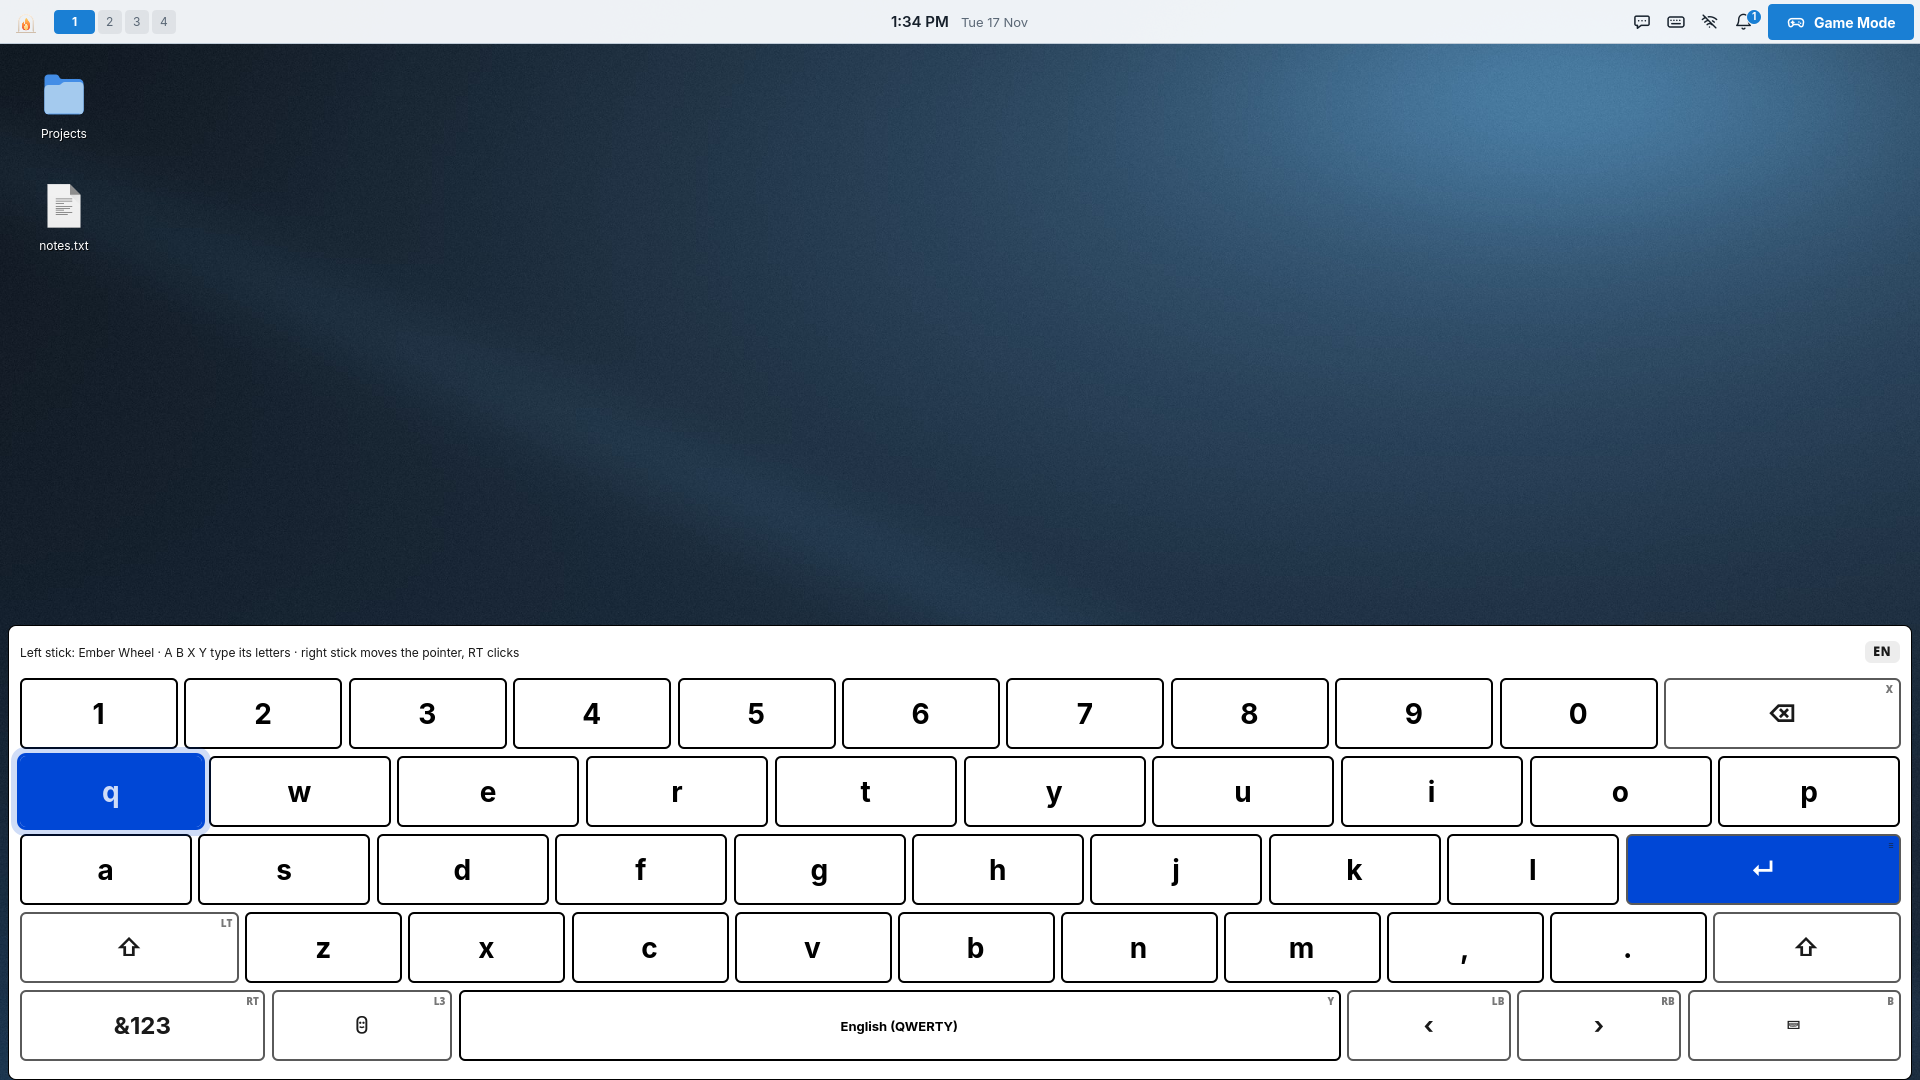 1 2 3 4
1:34 PM Tue 17 Nov
1
Game Mode
Projects
notes.txt
Left stick: Ember Wheel · A B X Y type its letters · right stick moves the pointer, RT clicks
EN
1 2 3 4 5 6 7 8 9 0 X
q w e r t y u i o p
a s d f g h j k l
LT z x c v b n m , .
&123 RT L3 English (QWERTY) Y ‹ LB › RB B